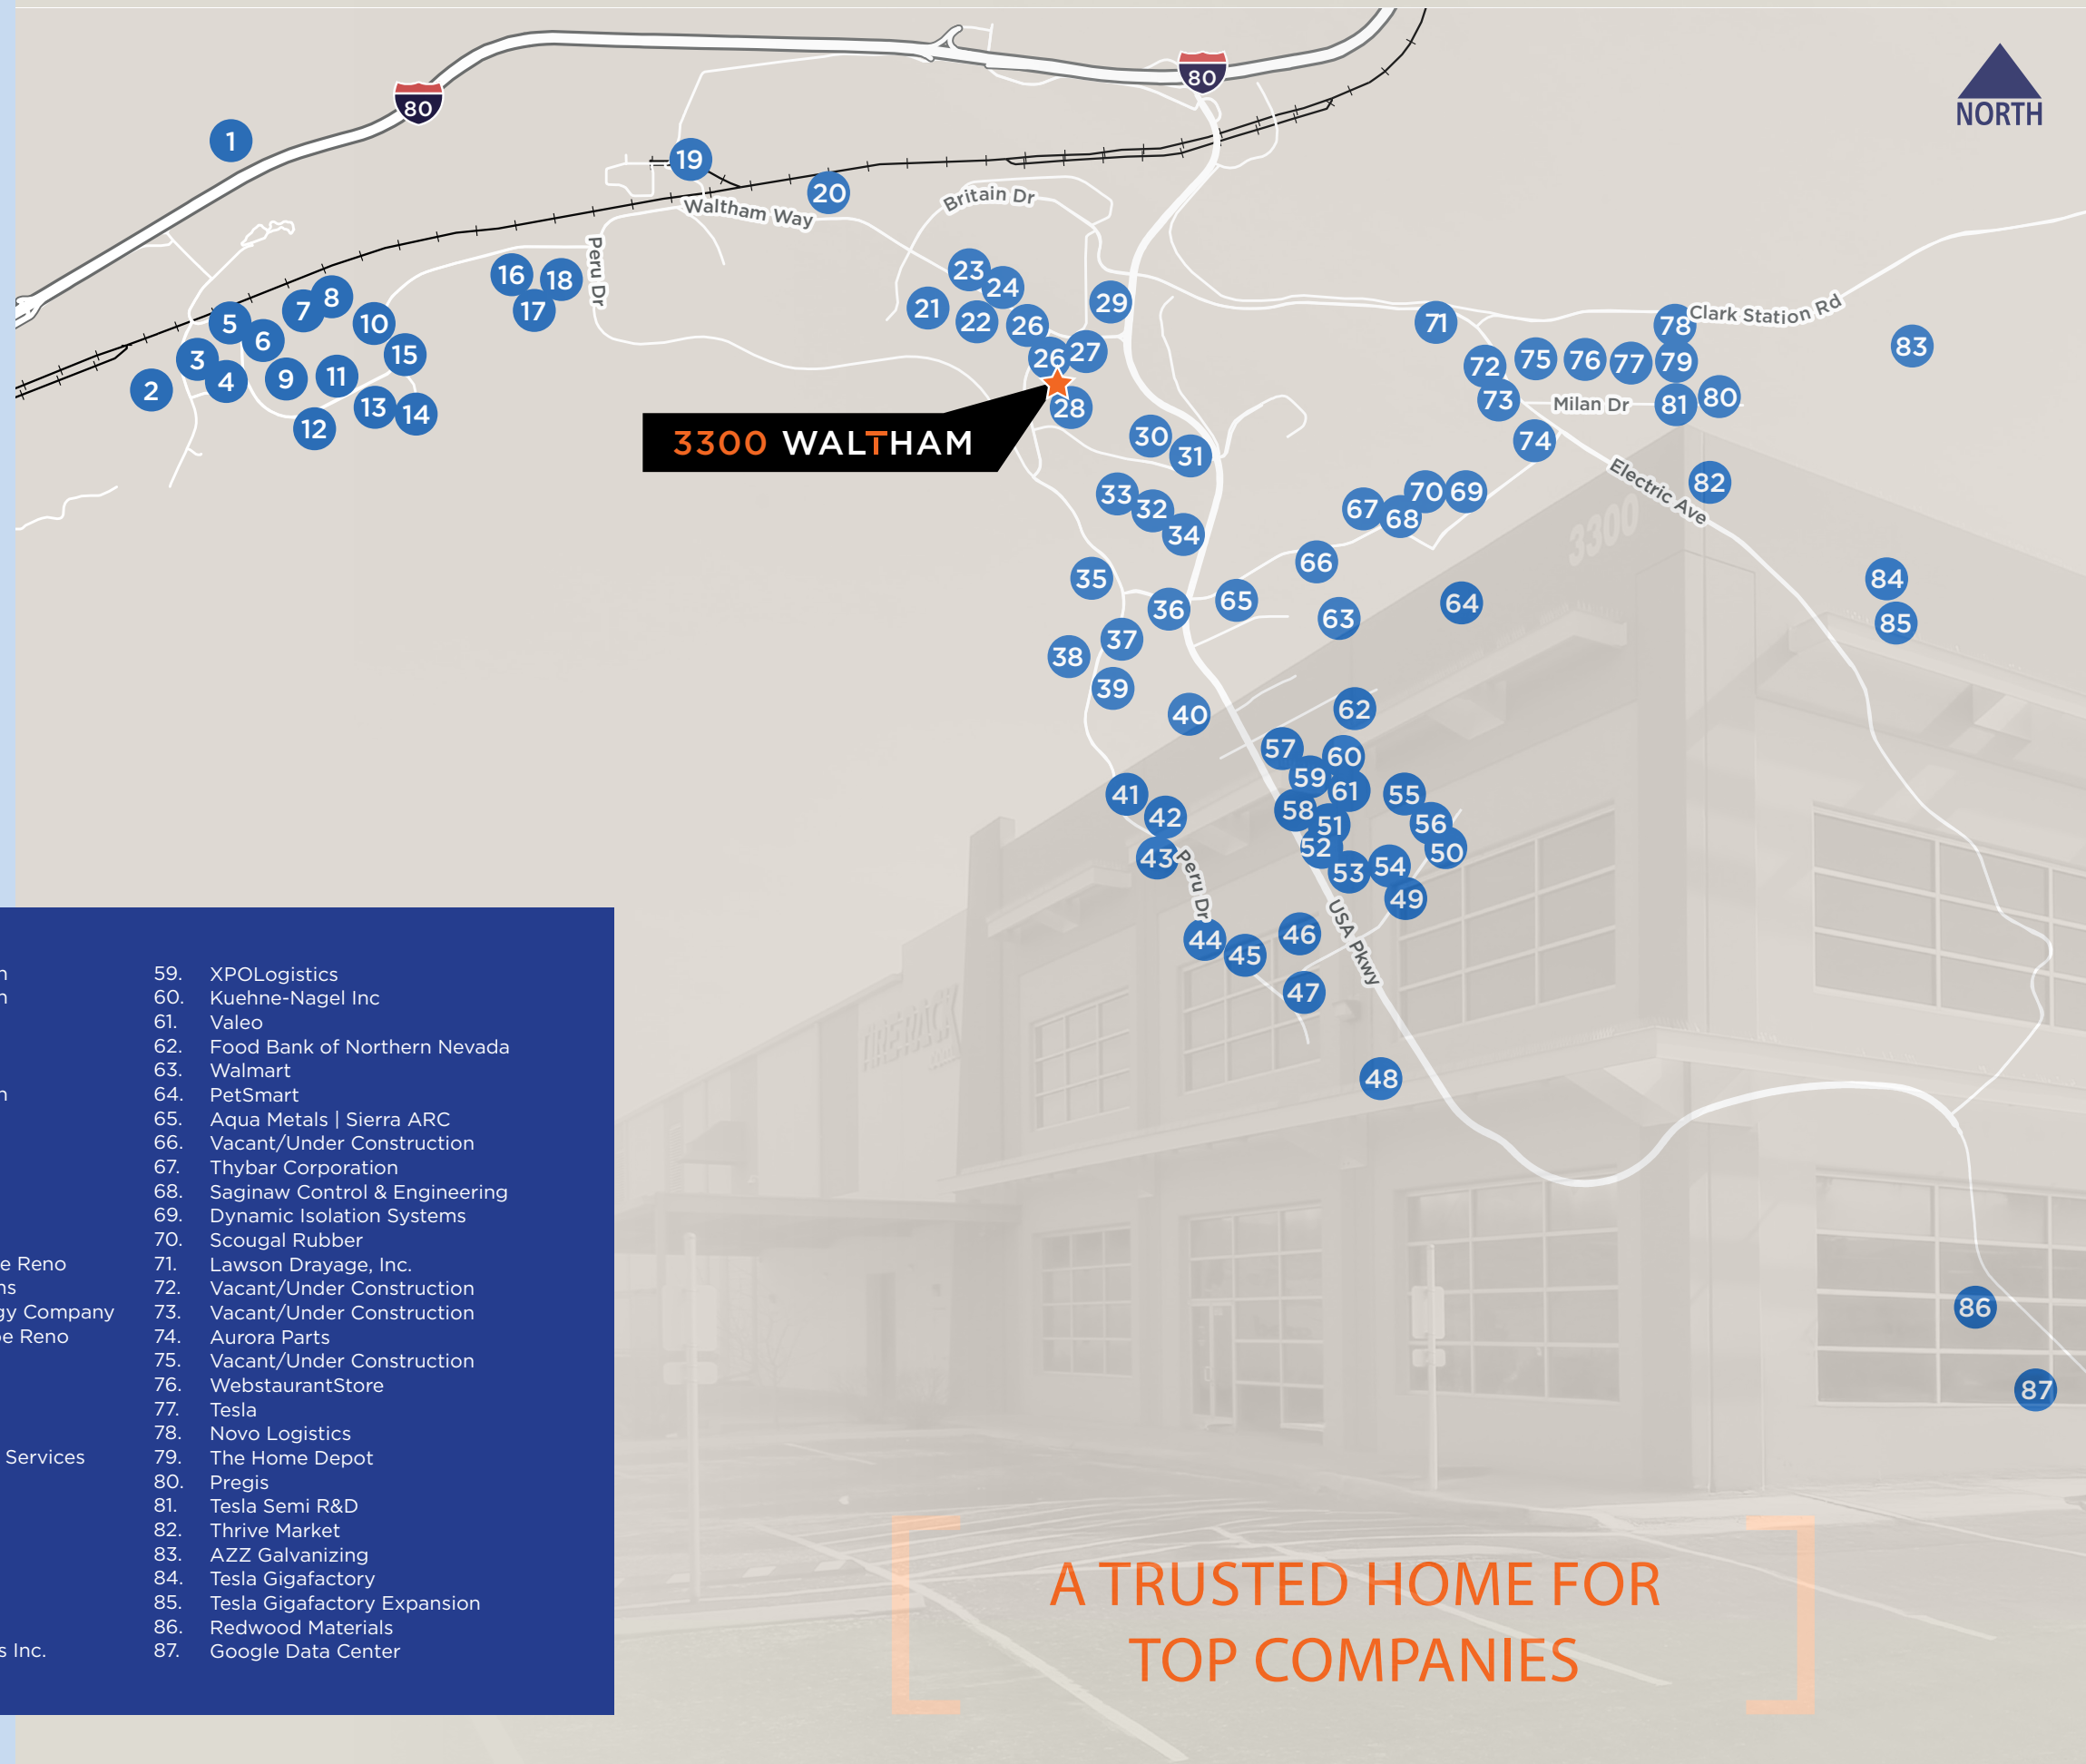 80
80
NORTH
1
19
20
Waltham Way
Britain Dr
Peru Dr
16
18
17
23
24
21
22
26
29
26
27
28
5
7
8
6
10
3
4
9
11
15
2
12
13
14
3300 WALTHAM
30
31
33
32
34
35
36
37
38
39
40
65
66
67
68
70
69
63
64
71
72
73
74
75
76
77
78
79
81
80
82
83
84
85
Clark Station Rd
Milan Dr
Electric Ave
3300
62
57
60
59
61
58
51
52
53
54
55
56
50
49
41
42
43
Peru Dr
44
45
46
47
USA Pkwy
48
86
87
n
n
n
e Reno
ns
gy Company
oe Reno
Services
s Inc.
59. XPOLogistics
60. Kuehne-Nagel Inc
61. Valeo
62. Food Bank of Northern Nevada
63. Walmart
64. PetSmart
65. Aqua Metals | Sierra ARC
66. Vacant/Under Construction
67. Thybar Corporation
68. Saginaw Control & Engineering
69. Dynamic Isolation Systems
70. Scougal Rubber
71. Lawson Drayage, Inc.
72. Vacant/Under Construction
73. Vacant/Under Construction
74. Aurora Parts
75. Vacant/Under Construction
76. WebstaurantStore
77. Tesla
78. Novo Logistics
79. The Home Depot
80. Pregis
81. Tesla Semi R&D
82. Thrive Market
83. AZZ Galvanizing
84. Tesla Gigafactory
85. Tesla Gigafactory Expansion
86. Redwood Materials
87. Google Data Center
A TRUSTED HOME FOR
TOP COMPANIES